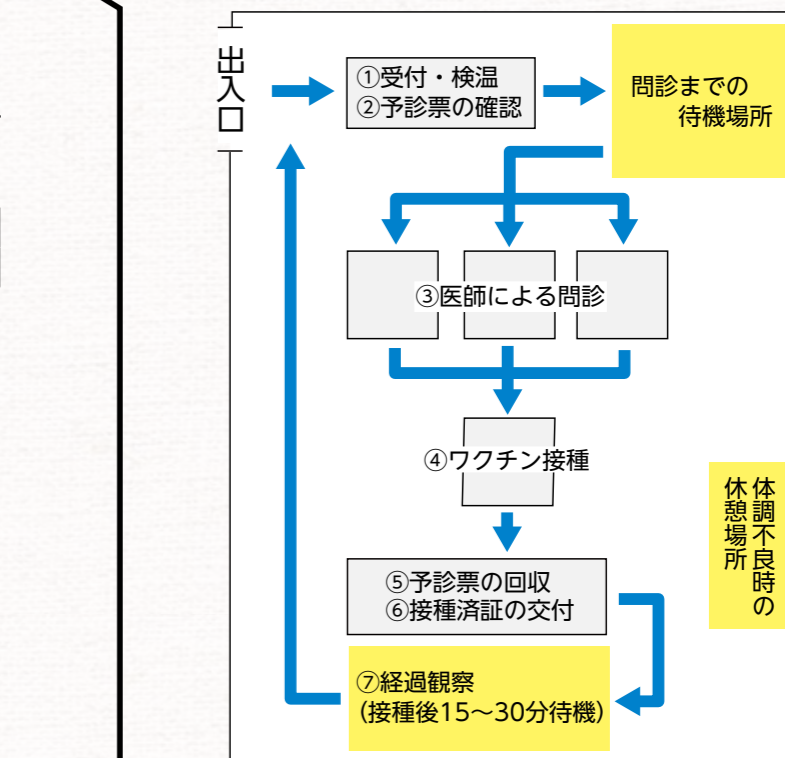 出入口
①受付・検温
②予診票の確認
問診までの
待機場所
③医師による問診
④ワクチン接種
体調不良時の
休憩場所
⑤予診票の回収
⑥接種済証の交付
⑦経過観察
(接種後15〜30分待機)